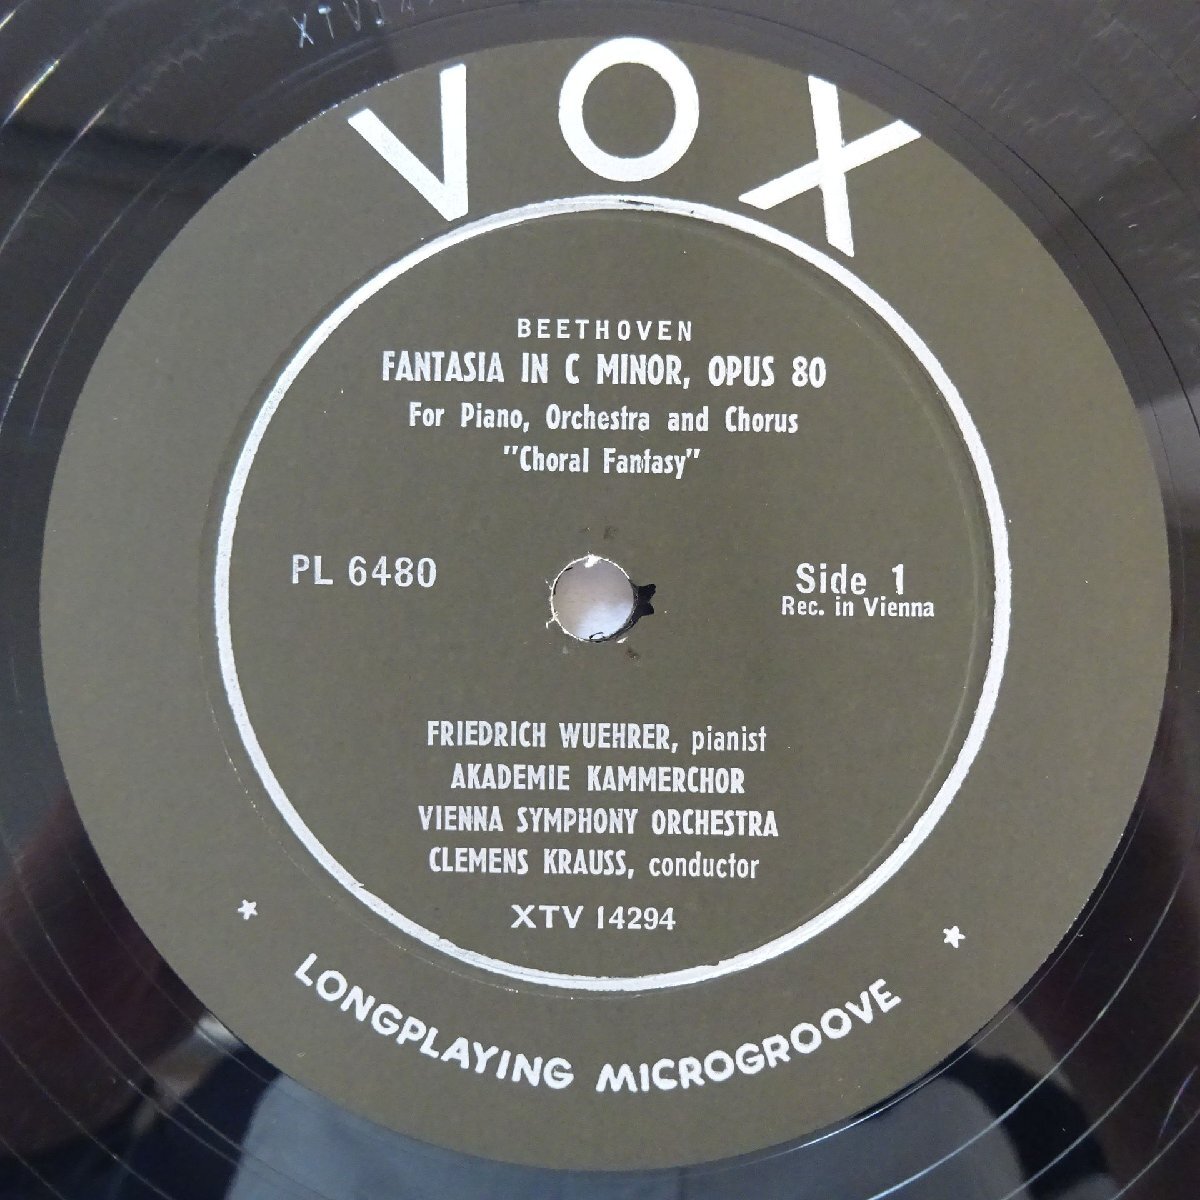 XTV
VOX
BEETHOVEN
FANTASIA IN C MINOR, OPUS 80
For Piano, Orchestra and Chorus
"Choral Fantasy"
PL 6480
Side 1
Rec. in Vienna
FRIEDRICH WUEHRER, pianist
AKADEMIE KAMMERCHOR
VIENNA SYMPHONY ORCHESTRA
CLEMENS KRAUSS, conductor
XTV 14294
LONGPLAYING MICROGROOVE